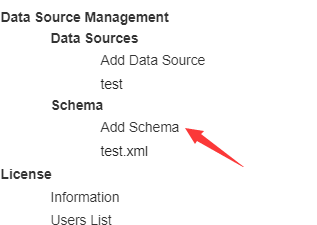 Data Source Management
Data Sources
Add Data Source
test
Schema
Add Schema
test.xml
License
Information
Users List